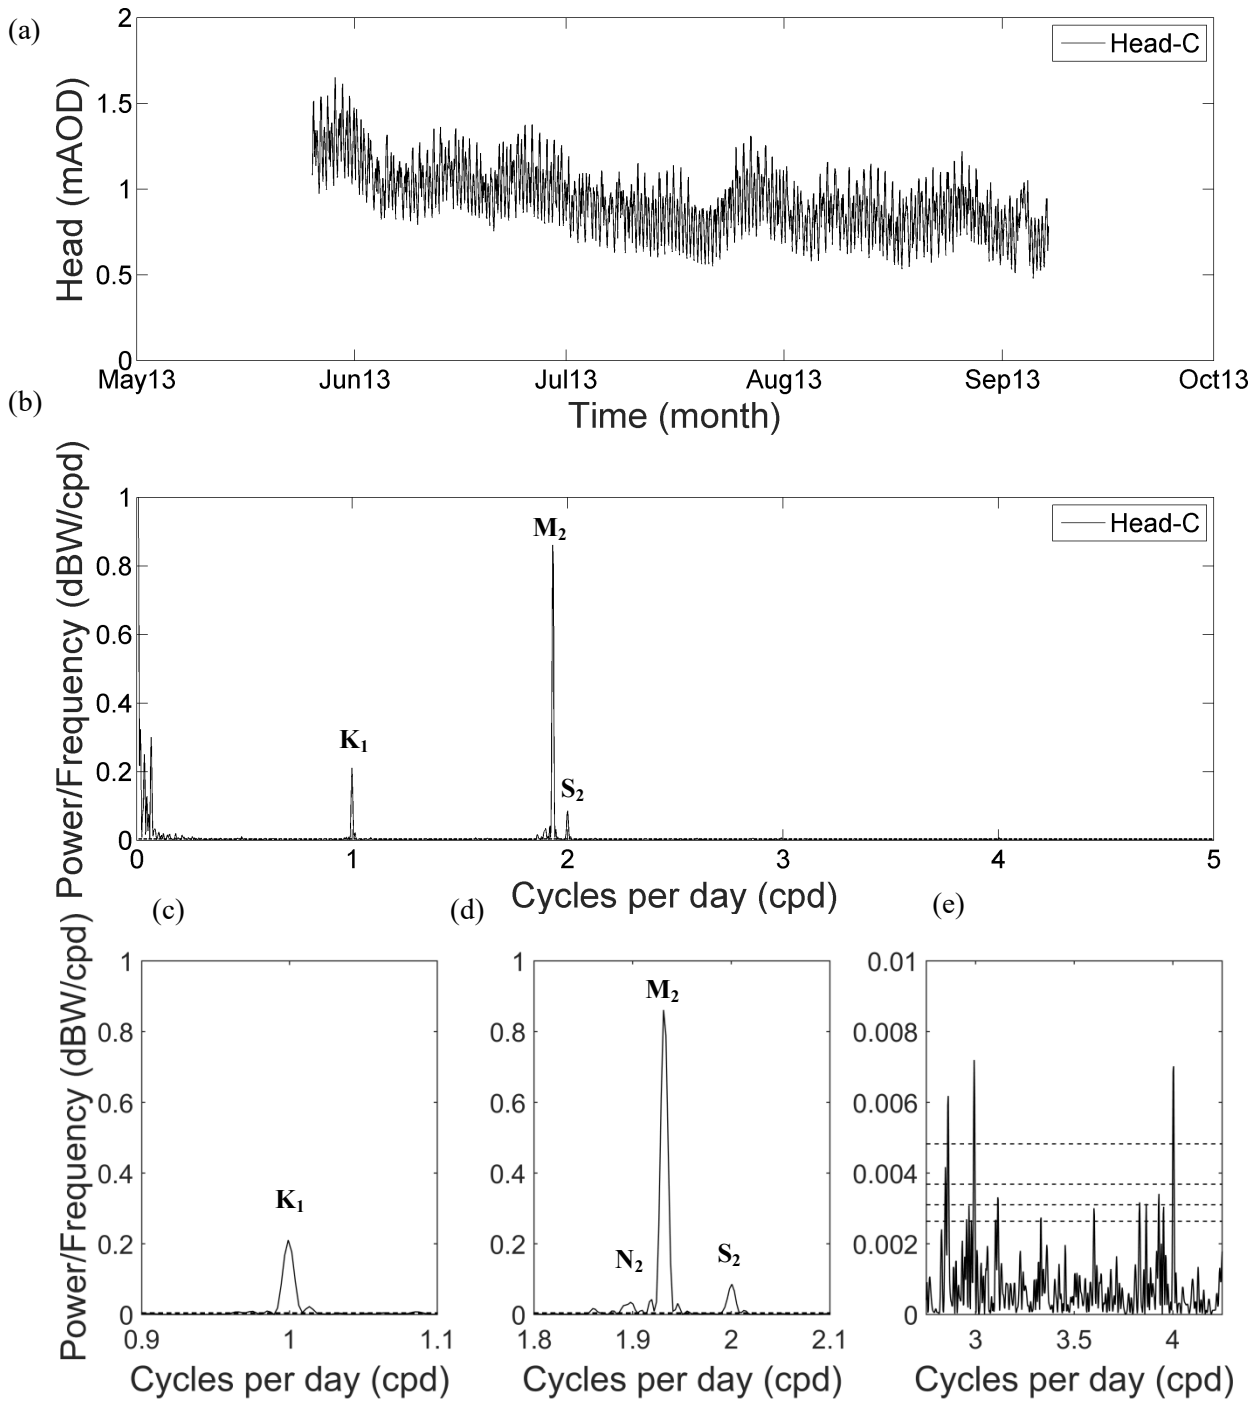 (a)
2
1.5
1
0.5
0
Head (mAOD)
Head-C
May13 Jun13 Jul13 Aug13 Sep13 Oct13
Time (month)
(b)
1
0.8
0.6
0.4
0.2
0
Power/Frequency (dBW/cpd)
Head-C
K₁
M₂
S₂
0 1 2 3 4 5
Cycles per day (cpd)
(c)
1
0.8
0.6
0.4
0.2
0
Power/Frequency (dBW/cpd)
K₁
0.9 1 1.1
Cycles per day (cpd)
(d)
1
0.8
0.6
0.4
0.2
0
M₂
N₂
S₂
1.8 1.9 2 2.1
Cycles per day (cpd)
(e)
0.01
0.008
0.006
0.004
0.002
0
3 3.5 4
Cycles per day (cpd)